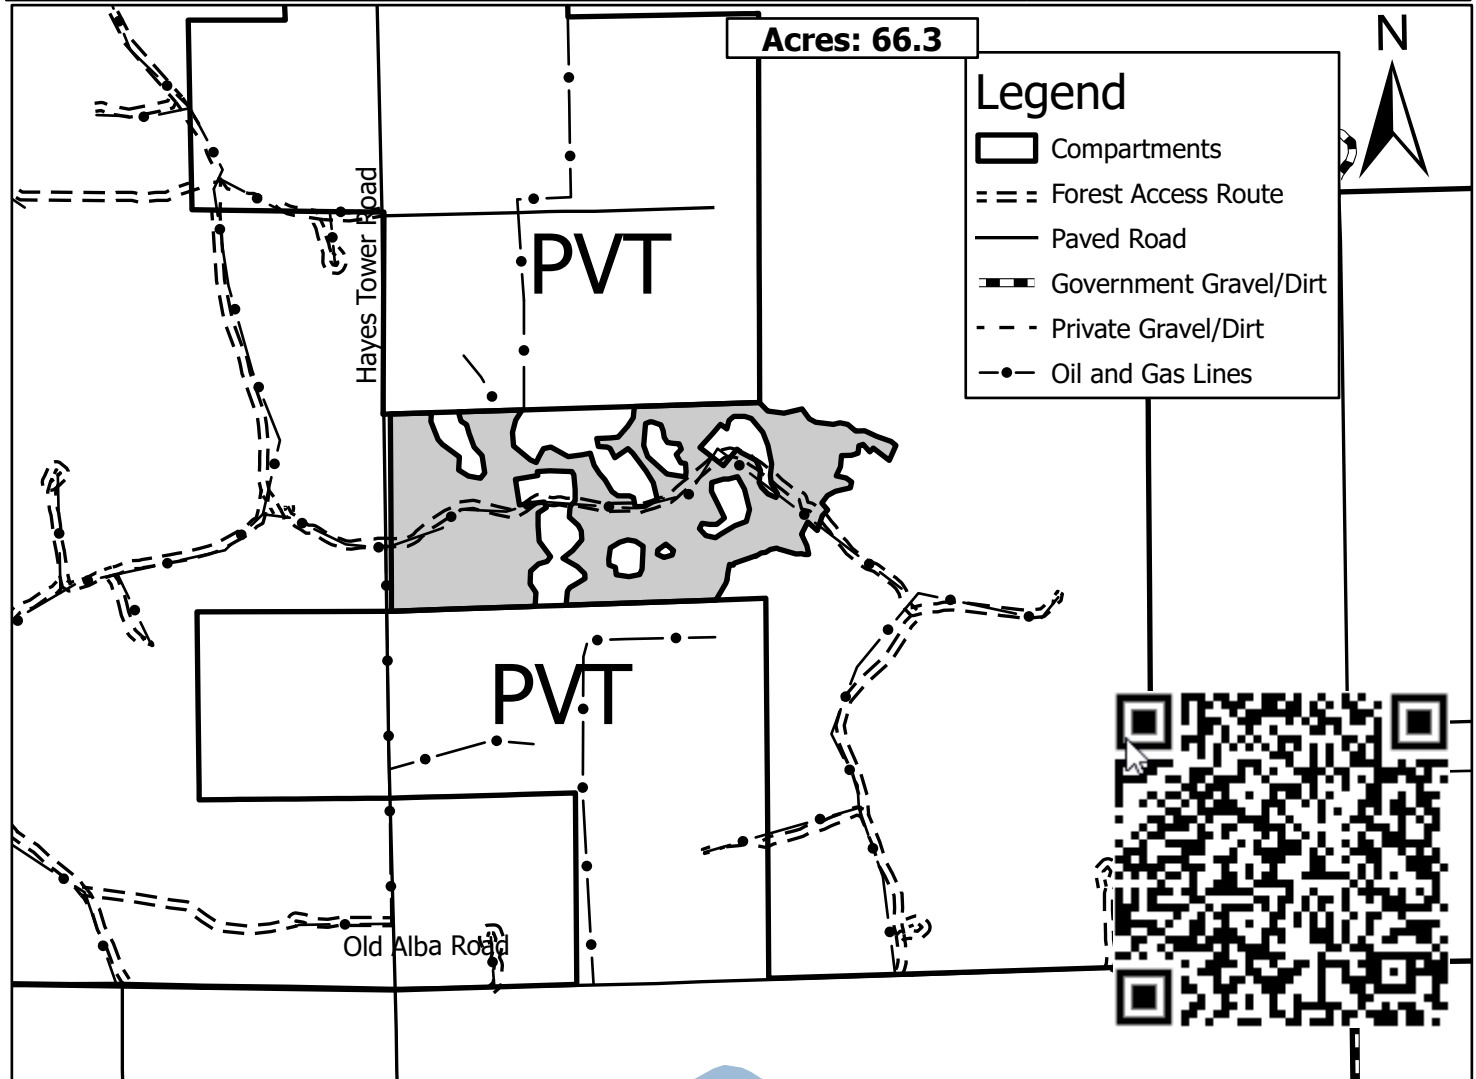 Acres: 66.3
N
Legend
Compartments
Forest Access Route
Paved Road
Government Gravel/Dirt
Private Gravel/Dirt
Oil and Gas Lines
Hayes Tower Road
PVT
PVT
Old Alba Road